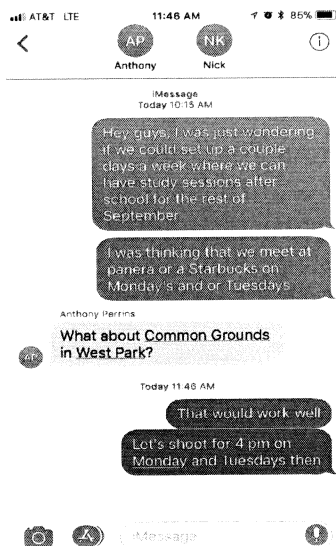 AT&T LTE 11:46 AM 85%
AP NK
Anthony Nick
iMessage
Today 10:15 AM
Hey guys, I was just wondering
if we could set up a couple
days a week where we can
have study sessions after
school for the rest of
September
I was thinking that we meet at
panera or a Starbucks on
Monday's and or Tuesdays
Anthony Perrins
What about Common Grounds
in West Park?
AP
Today 11:46 AM
That would work well
Let's shoot for 4 pm on
Monday and Tuesdays then
iMessage